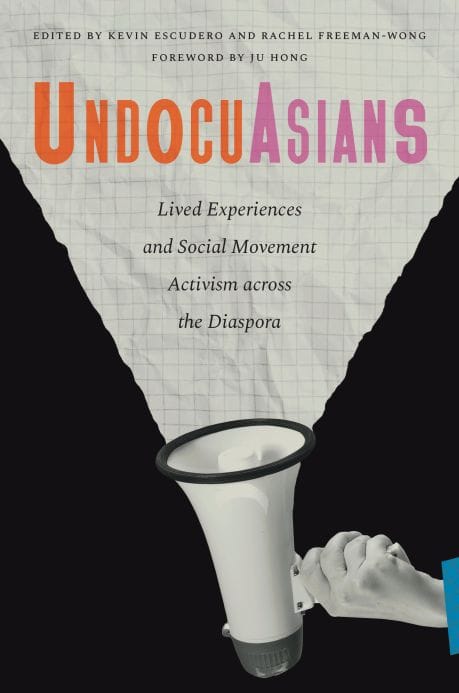 EDITED BY KEVIN ESCUDERO AND RACHEL FREEMAN-WONG
FOREWORD BY JU HONG
UNDOCUASIANS
Lived Experiences
and Social Movement
Activism across
the Diaspora